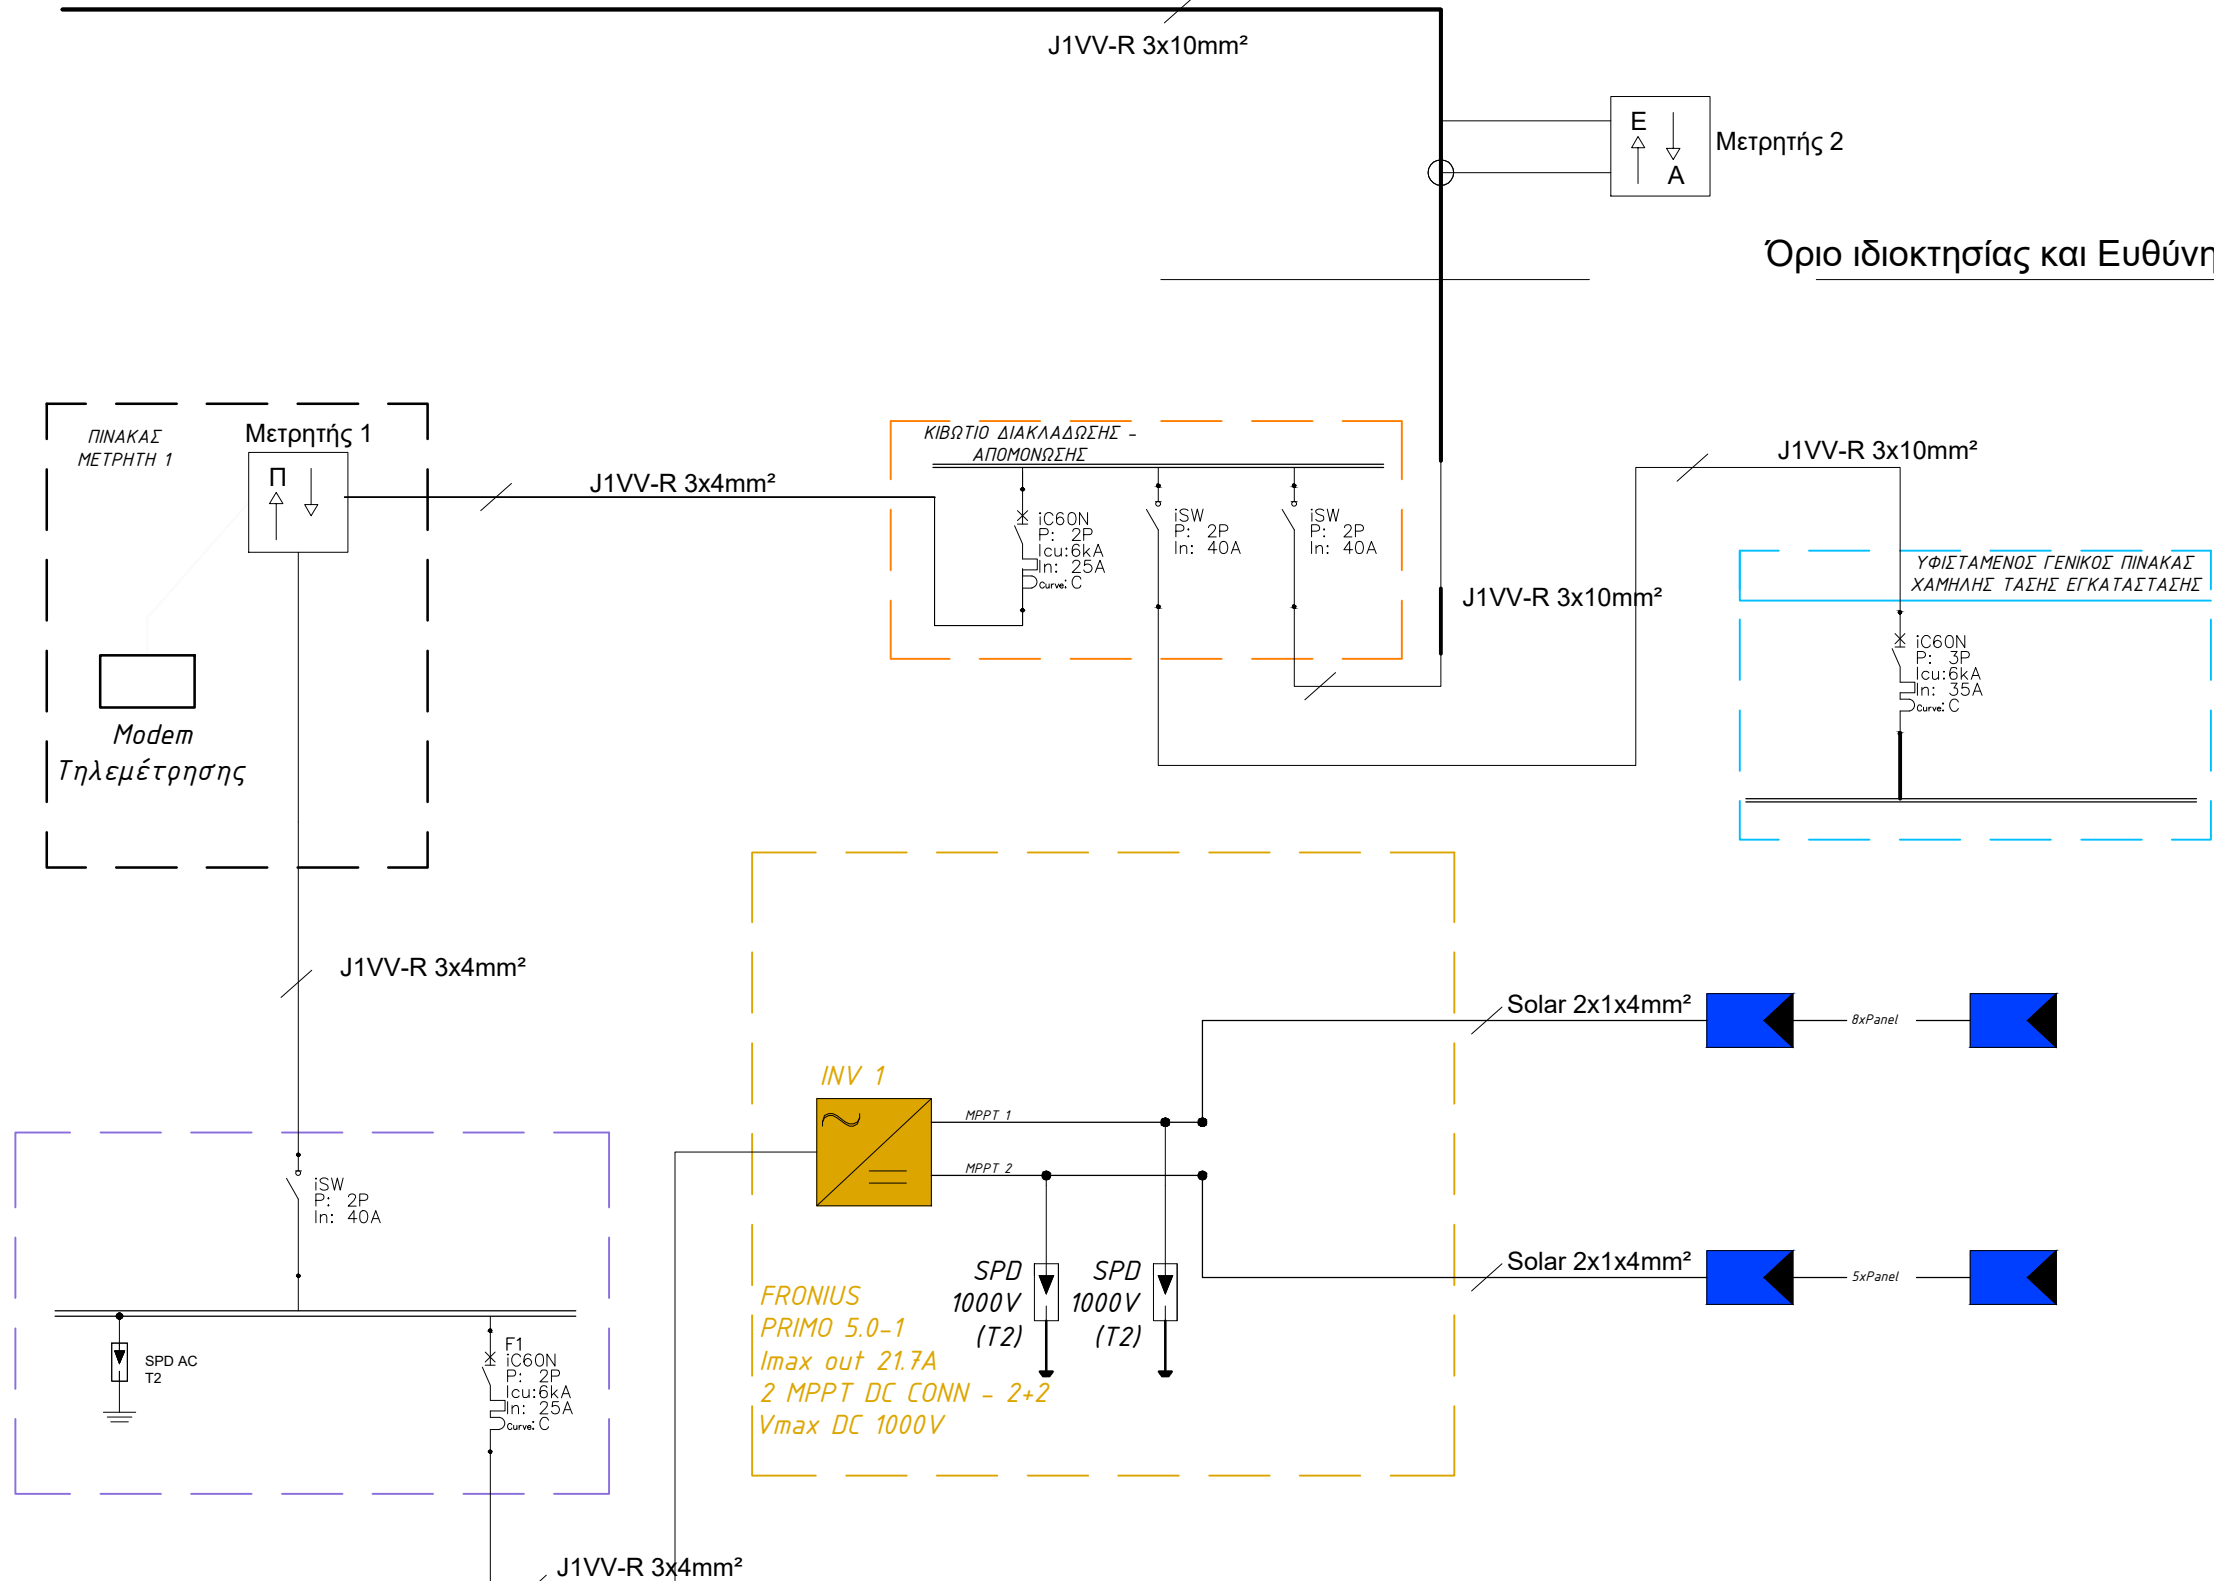 J1VV-R 3x10mm²
E
A
Μετρητής 2
Όριο ιδιοκτησίας και Ευθύνη
ΠΙΝΑΚΑΣ
ΜΕΤΡΗΤΗ 1
Μετρητής 1
Π
J1VV-R 3x4mm²
Modem
Τηλεμέτρησης
ΚΙΒΩΤΙΟ ΔΙΑΚΛΑΔΩΣΗΣ -
ΑΠΟΜΟΝΩΣΗΣ
iC60N
P: 2P
Icu:6kA
In: 25A
Curve: C
iSW
P: 2P
In: 40A
iSW
P: 2P
In: 40A
J1VV-R 3x10mm²
J1VV-R 3x10mm²
ΥΦΙΣΤΑΜΕΝΟΣ ΓΕΝΙΚΟΣ ΠΙΝΑΚΑΣ
ΧΑΜΗΛΗΣ ΤΑΣΗΣ ΕΓΚΑΤΑΣΤΑΣΗΣ
iC60N
P: 3P
Icu:6kA
In: 35A
Curve: C
J1VV-R 3x4mm²
iSW
P: 2P
In: 40A
SPD AC
T2
F1
iC60N
P: 2P
Icu:6kA
In: 25A
Curve: C
J1VV-R 3x4mm²
INV 1
MPPT 1
MPPT 2
SPD
1000V
(T2)
SPD
1000V
(T2)
FRONIUS
PRIMO 5.0-1
Imax out 21.7A
2 MPPT DC CONN - 2+2
Vmax DC 1000V
Solar 2x1x4mm²
8xPanel
Solar 2x1x4mm²
5xPanel